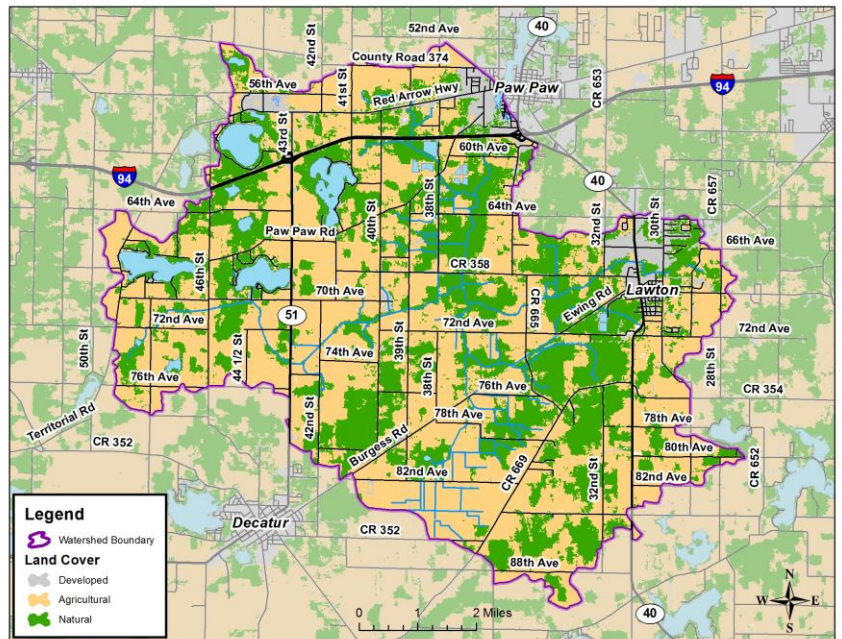 52nd Ave
40
42nd St
County Road 374
41st St
56th Ave
Red Arrow Hwy
Paw Paw
CR 653
94
43rd St
60th Ave
94
40
CR 657
64th Ave
38th St
64th Ave
32nd St
30th St
40th St
Paw Paw Rd
66th Ave
46th St
CR 358
70th Ave
CR 665
Ewing Rd
Lawton
72nd Ave
51
72nd Ave
72nd Ave
50th St
44 1/2 St
74th Ave
39th St
38th St
28th St
76th Ave
76th Ave
CR 354
Territorial Rd
42nd St
78th Ave
78th Ave
CR 352
Burgess Rd
80th Ave
CR 652
82nd Ave
CR 669
32nd St
82nd Ave
Decatur
CR 352
88th Ave
40
Legend
Watershed Boundary
Land Cover
Developed
Agricultural
Natural
0 1 2 Miles
N
W E
S